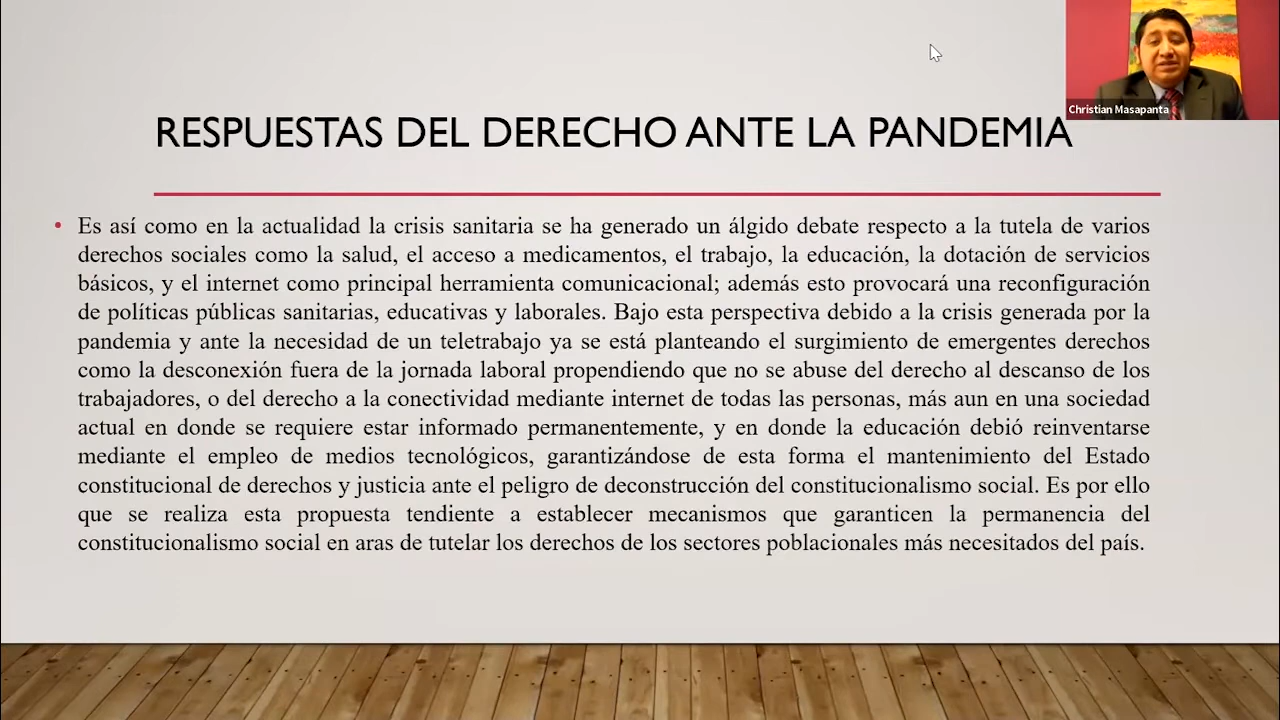 Christian Masapanta
RESPUESTAS DEL DERECHO ANTE LA PANDEMIA
• Es así como en la actualidad la crisis sanitaria se ha generado un álgido debate respecto a la tutela de varios
derechos sociales como la salud, el acceso a medicamentos, el trabajo, la educación, la dotación de servicios
básicos, y el internet como principal herramienta comunicacional; además esto provocará una reconfiguración
de políticas públicas sanitarias, educativas y laborales. Bajo esta perspectiva debido a la crisis generada por la
pandemia y ante la necesidad de un teletrabajo ya se está planteando el surgimiento de emergentes derechos
como la desconexión fuera de la jornada laboral propendiendo que no se abuse del derecho al descanso de los
trabajadores, o del derecho a la conectividad mediante internet de todas las personas, más aun en una sociedad
actual en donde se requiere estar informado permanentemente, y en donde la educación debió reinventarse
mediante el empleo de medios tecnológicos, garantizándose de esta forma el mantenimiento del Estado
constitucional de derechos y justicia ante el peligro de deconstrucción del constitucionalismo social. Es por ello
que se realiza esta propuesta tendiente a establecer mecanismos que garanticen la permanencia del
constitucionalismo social en aras de tutelar los derechos de los sectores poblacionales más necesitados del país.